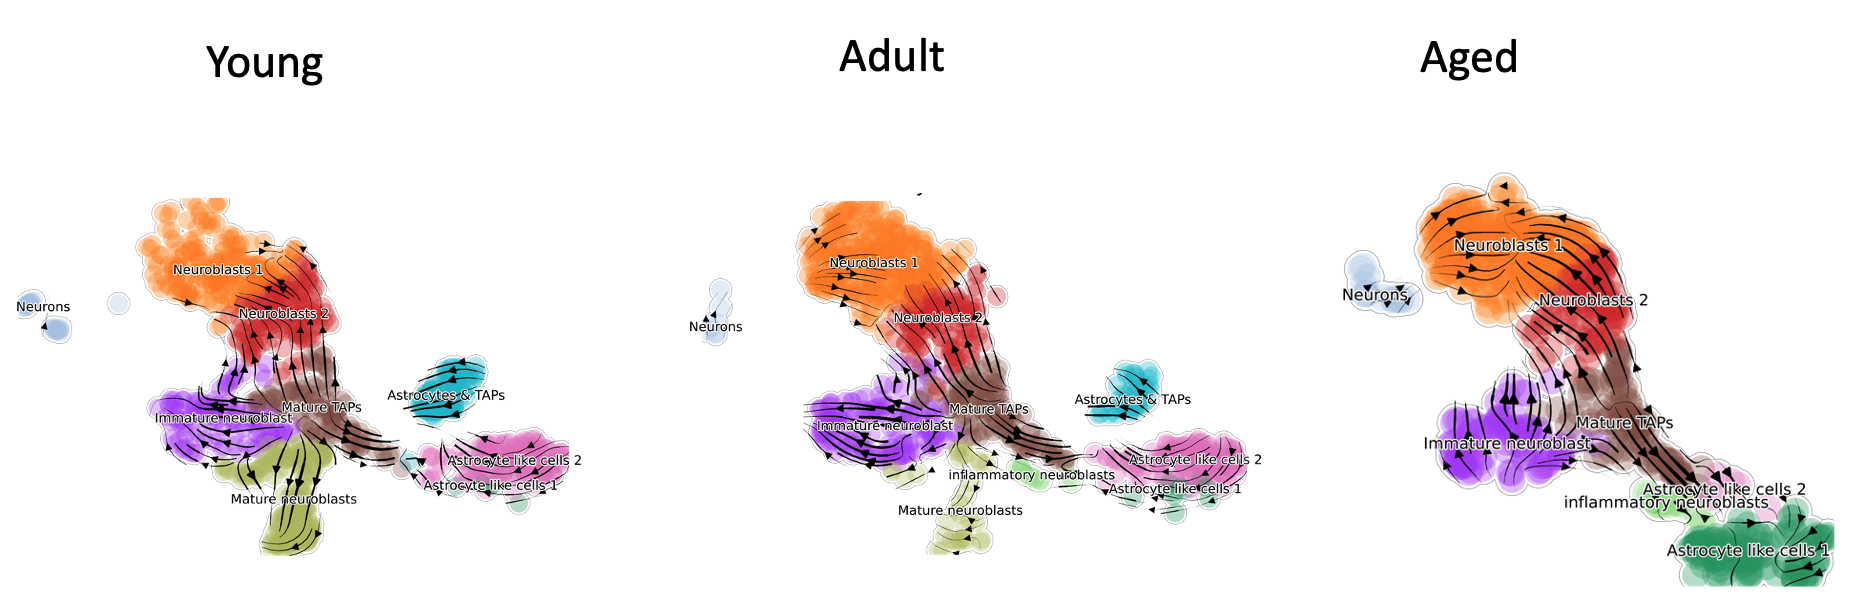 Young
Adult
Aged
Neuroblasts 1
Neurons
Neuroblasts 2
Astrocytes & TAPs
Mature TAPs
Immature neuroblast
Astrocyte like cells 2
Astrocyte like cells 1
Mature neuroblasts
Neuroblasts 1
Neuroblasts 2
Neurons
Astrocytes & TAPs
Mature TAPs
Immature neuroblast
Astrocyte like cells 2
inflammatory neuroblasts
Astrocyte like cells 1
Mature neuroblasts
Neuroblasts 1
Neurons
Neuroblasts 2
Mature TAPs
Immature neuroblast
Astrocyte like cells 2
inflammatory neuroblasts
Astrocyte like cells 1